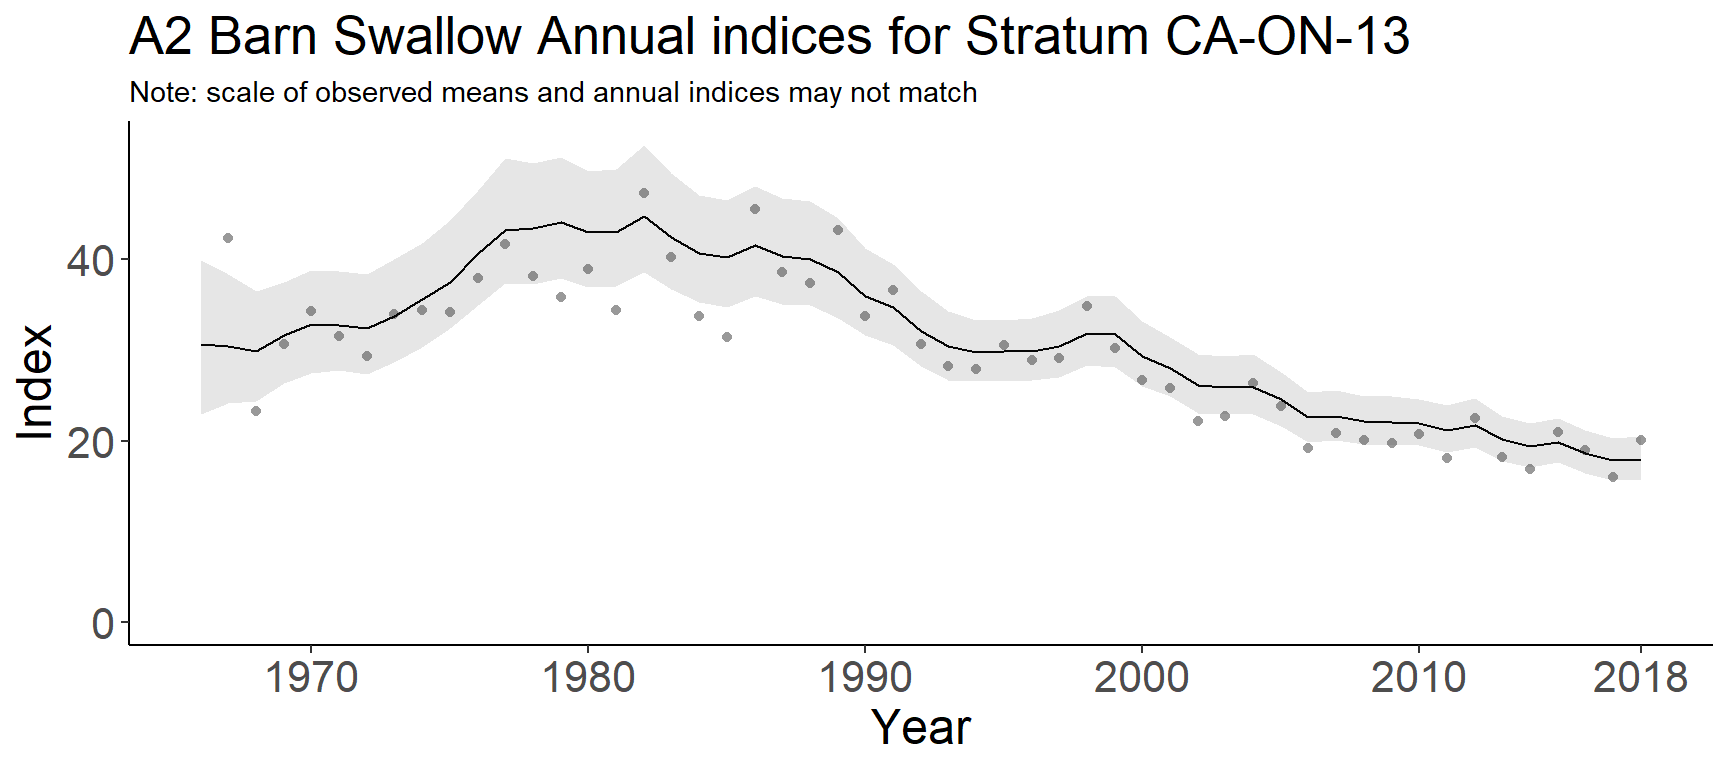 A2 Barn Swallow Annual indices for Stratum CA-ON-13
Note: scale of observed means and annual indices may not match
Index
40
20
0
1970 1980 1990 2000 2010 2018
Year